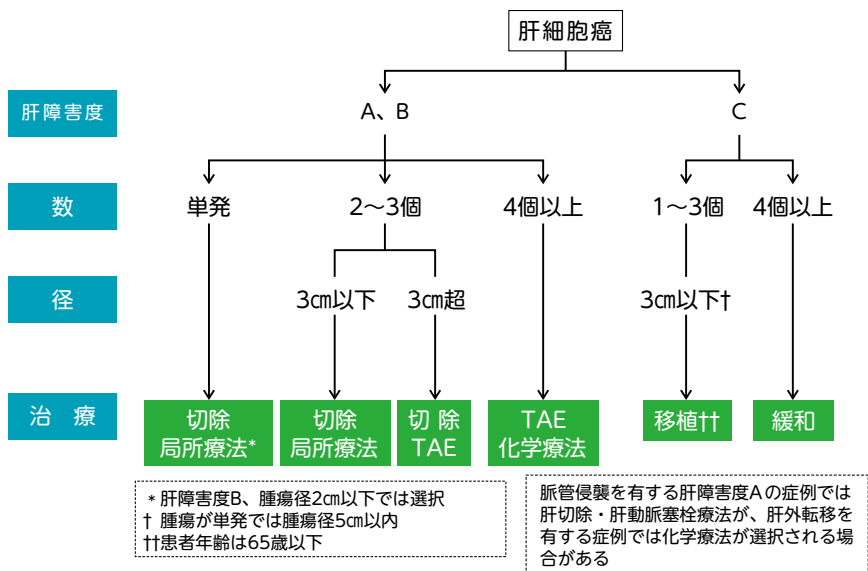 肝細胞癌
肝障害度
A、B
C
数
単発
2〜3個
4個以上
1〜3個
4個以上
径
3㎝以下
3㎝超
3㎝以下†
治　療
切除
局所療法*
切除
局所療法
切 除
TAE
TAE
化学療法
移植††
緩和
* 肝障害度B、腫瘍径2㎝以下では選択
† 腫瘍が単発では腫瘍径5㎝以内
††患者年齢は65歳以下
脈管侵襲を有する肝障害度Aの症例では
肝切除・肝動脈塞栓療法が、肝外転移を
有する症例では化学療法が選択される場
合がある